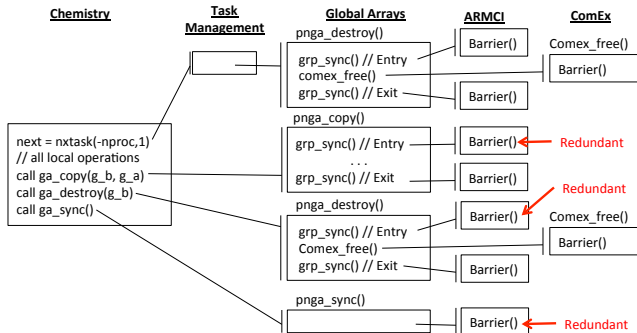 Chemistry
Task
Management
Global Arrays
ARMCI
ComEx
pnga_destroy()
grp_sync() // Entry
comex_free()
grp_sync() // Exit
Barrier()
Barrier()
Comex_free()
Barrier()
next = nxtask(-nproc,1)
// all local operations
call ga_copy(g_b, g_a)
call ga_destroy(g_b)
call ga_sync()
pnga_copy()
grp_sync() // Entry
. . .
grp_sync() // Exit
Barrier()
Redundant
Barrier()
Redundant
pnga_destroy()
grp_sync() // Entry
Comex_free()
grp_sync() // Exit
Barrier()
Barrier()
Comex_free()
Barrier()
pnga_sync()
Barrier()
Redundant